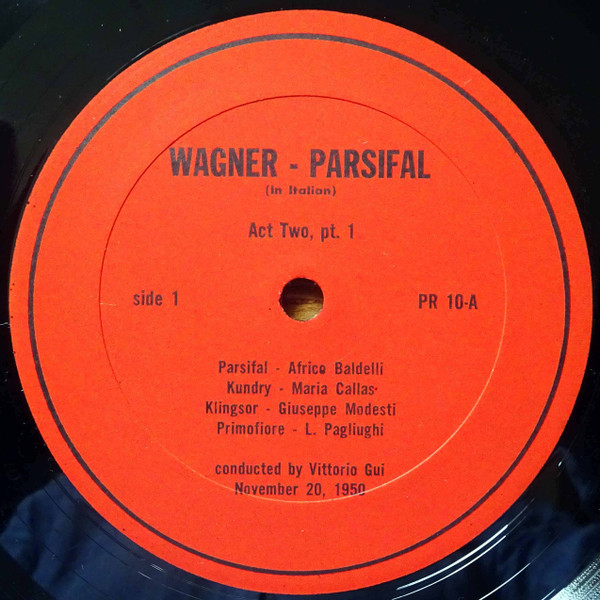 WAGNER - PARSIFAL
(In Italian)
Act Two, pt. 1
side 1
PR 10-A
Parsifal - Africo Baldelli
Kundry - Maria Callas
Klingsor - Giuseppe Modesti
Primofiore - L. Pagliughi
conducted by Vittorio Gui
November 20, 1950